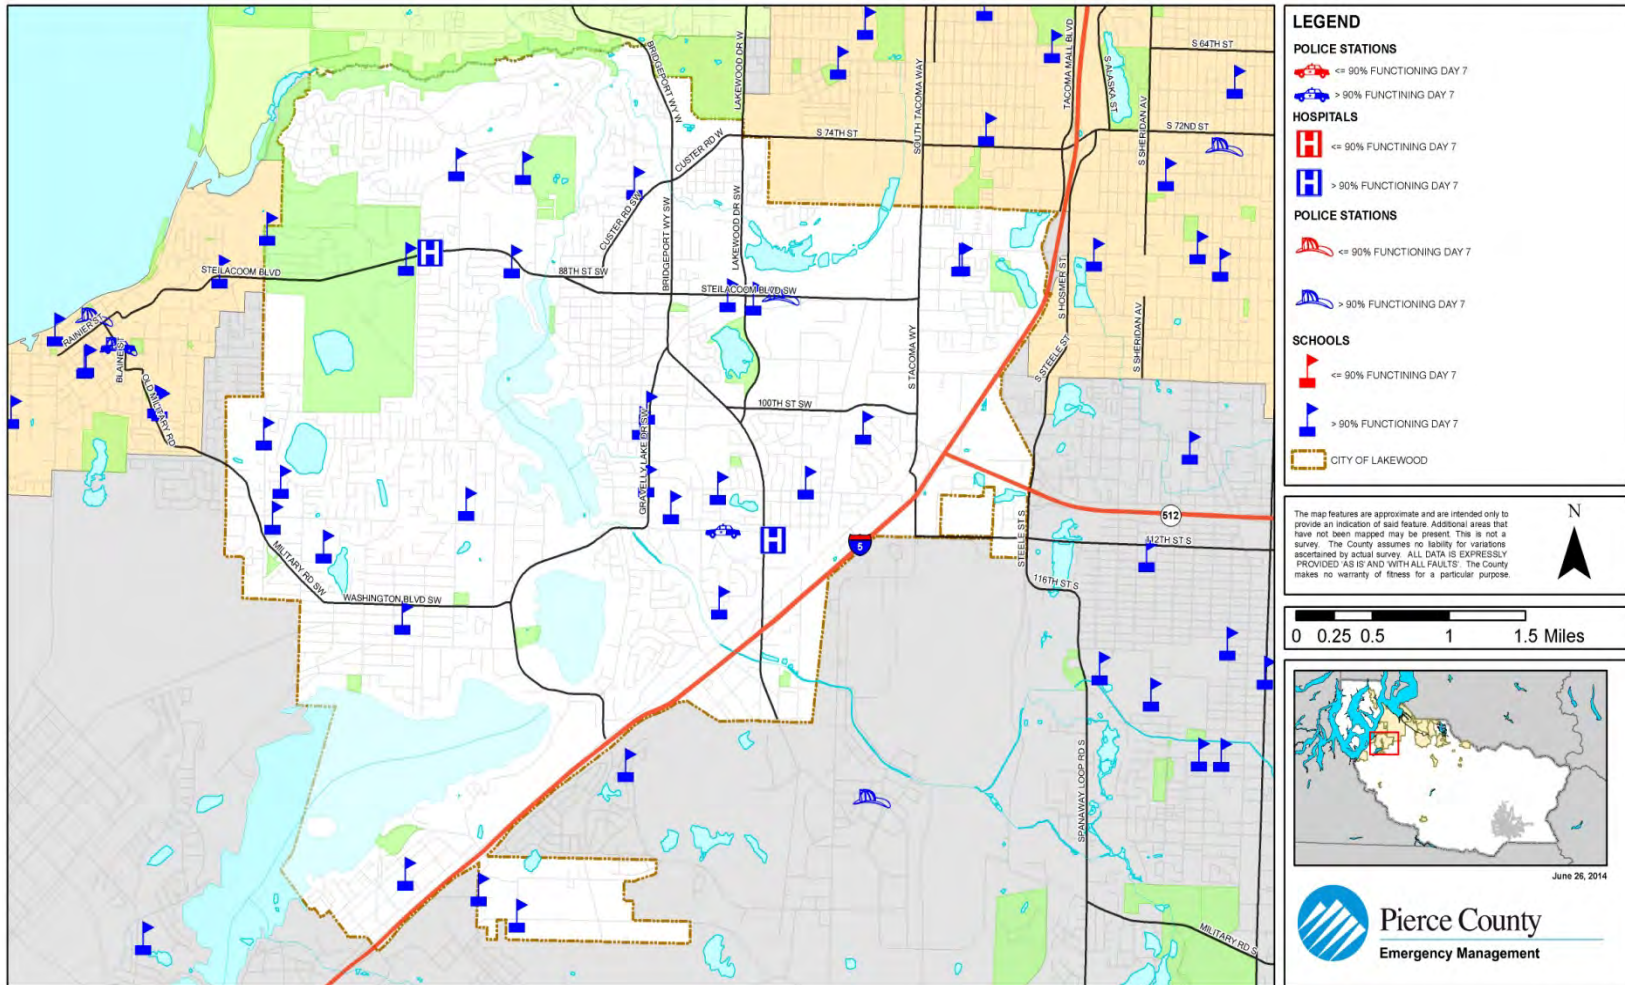 BRIDGEPORT WY W
LAKEWOOD DR W
SOUTH TACOMA WAY
TACOMA MALL BLVD
S ALASKA ST
S 64TH ST
S SHERIDAN AV
S 74TH ST
S 72ND ST
CUSTER RD W
CUSTER RD SW
BRIDGEPORT WY SW
LAKEWOOD DR SW
STEILACOOM BLVD
88TH ST SW
STEILACOOM BLVD SW
S HOSMER ST
S SHERIDAN AV
RAINIER ST
BLAINE ST
OLD MILITARY RD
S TACOMA WY
S STEELE ST
100TH ST SW
GRAVELLY LAKE DR SW
512
5
112TH ST S
STEELE ST S
116TH ST S
MILITARY RD SW
WASHINGTON BLVD SW
SPANAWAY LOOP RD S
MILITARY RD S
LEGEND
POLICE STATIONS
<= 90% FUNCTIONING DAY 7
> 90% FUNCTINING DAY 7
HOSPITALS
H <= 90% FUNCTIONING DAY 7
H > 90% FUNCTIONING DAY 7
POLICE STATIONS
<= 90% FUNCTIONING DAY 7
> 90% FUNCTIONING DAY 7
SCHOOLS
<= 90% FUNCTINING DAY 7
> 90% FUNCTIONING DAY 7
CITY OF LAKEWOOD
The map features are approximate and are intended only to
provide an indication of said feature. Additional areas that
have not been mapped may be present. This is not a
survey. The County assumes no liability for variations
ascertained by actual survey. ALL DATA IS EXPRESSLY
PROVIDED 'AS IS' AND 'WITH ALL FAULTS'. The County
makes no warranty of fitness for a particular purpose.
N
0 0.25 0.5 1 1.5 Miles
June 26, 2014
Pierce County
Emergency Management
H
H